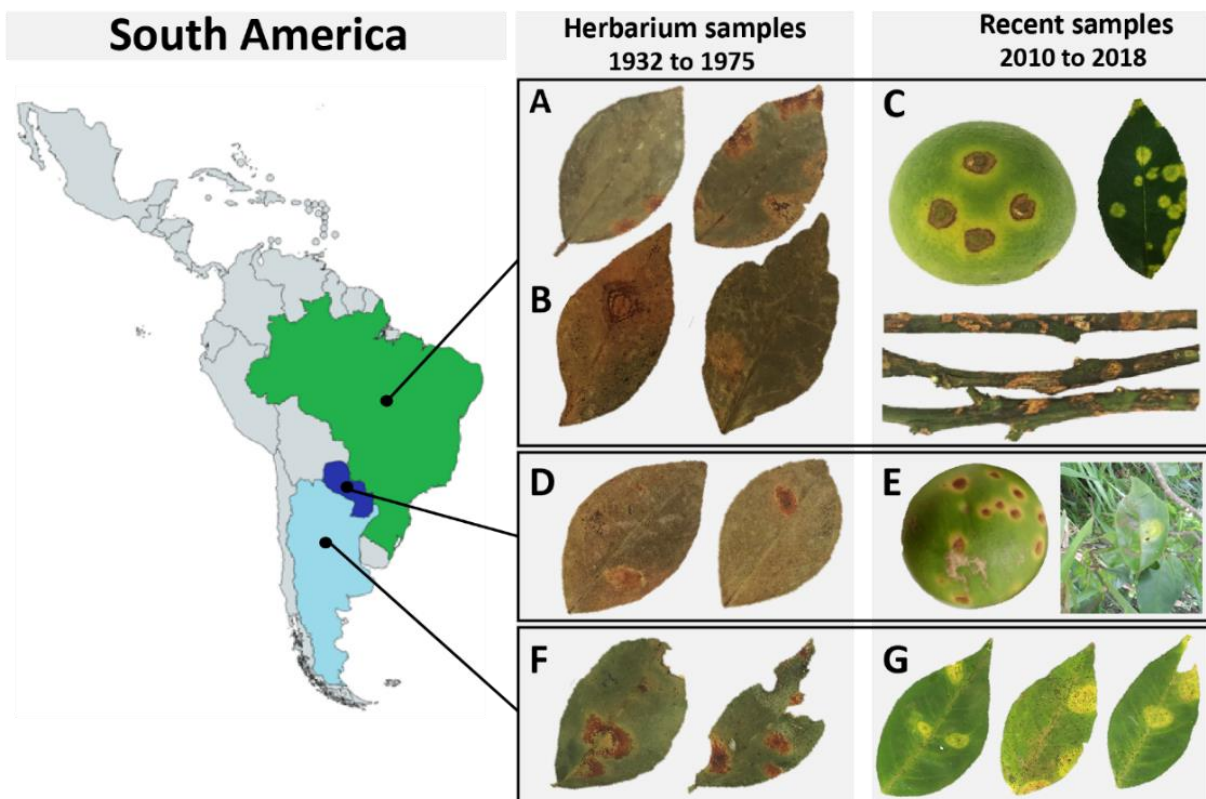 South America
Herbarium samples
1932 to 1975
Recent samples
2010 to 2018
A
B
C
D
E
F
G